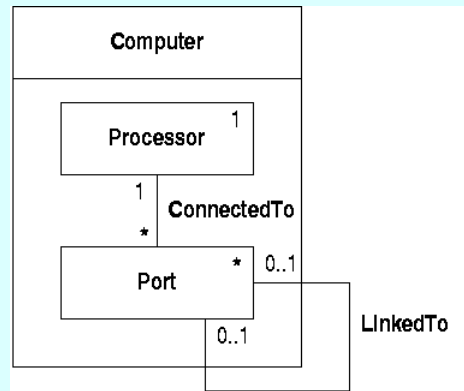 Computer
1
Processor
1
ConnectedTo
*
* 0..1
Port
LinkedTo
0..1